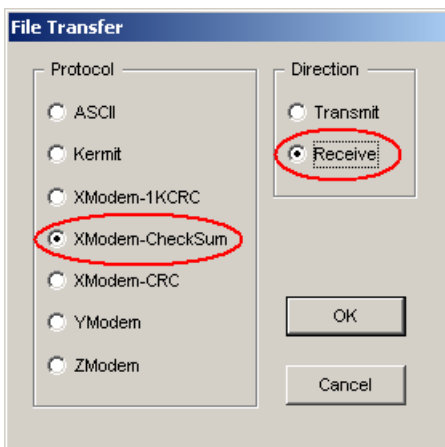 File Transfer
Protocol
ASCII
Kermit
XModem-1KCRC
XModem-CheckSum
XModem-CRC
YModem
ZModem
Direction
Transmit
Receive
OK
Cancel